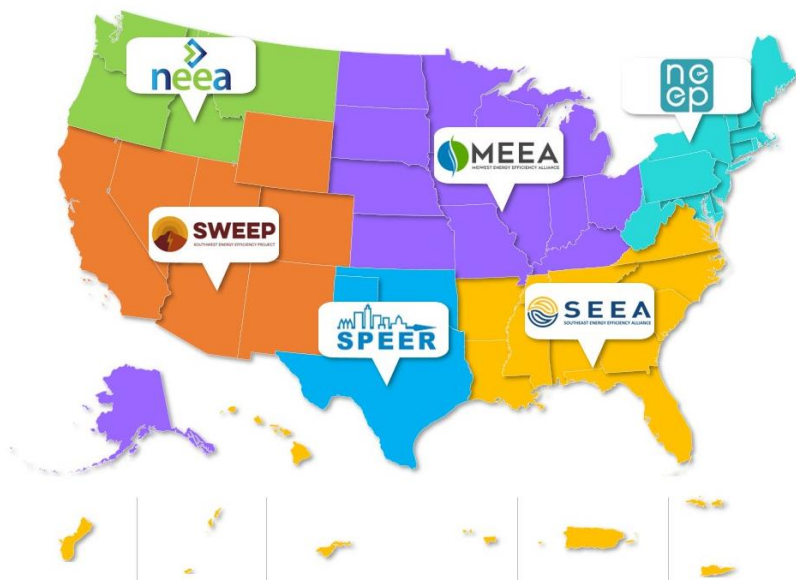 neea
ne
ep
MEEA
MIDWEST ENERGY EFFICIENCY ALLIANCE
SWEEP
SOUTHWEST ENERGY EFFICIENCY PROJECT
SEEA
SOUTHEAST ENERGY EFFICIENCY ALLIANCE
SPEER